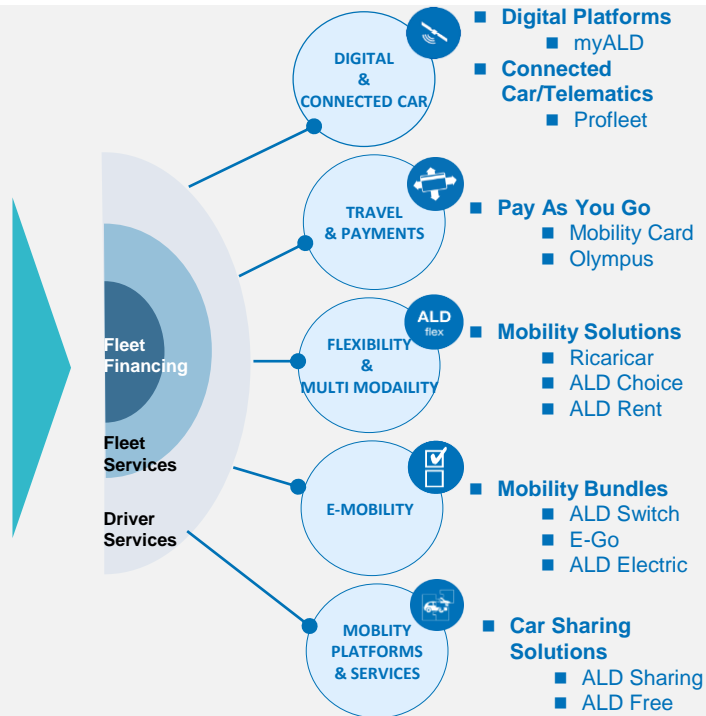 Fleet
Financing
Fleet
Services
Driver
Services
DIGITAL
&
CONNECTED CAR
Digital Platforms
myALD
Connected
Car/Telematics
Profleet
TRAVEL
& PAYMENTS
Pay As You Go
Mobility Card
Olympus
ALD
flex
FLEXIBILITY
&
MULTI MODAILITY
Mobility Solutions
Ricaricar
ALD Choice
ALD Rent
E-MOBILITY
Mobility Bundles
ALD Switch
E-Go
ALD Electric
MOBLITY
PLATFORMS
& SERVICES
Car Sharing
Solutions
ALD Sharing
ALD Free